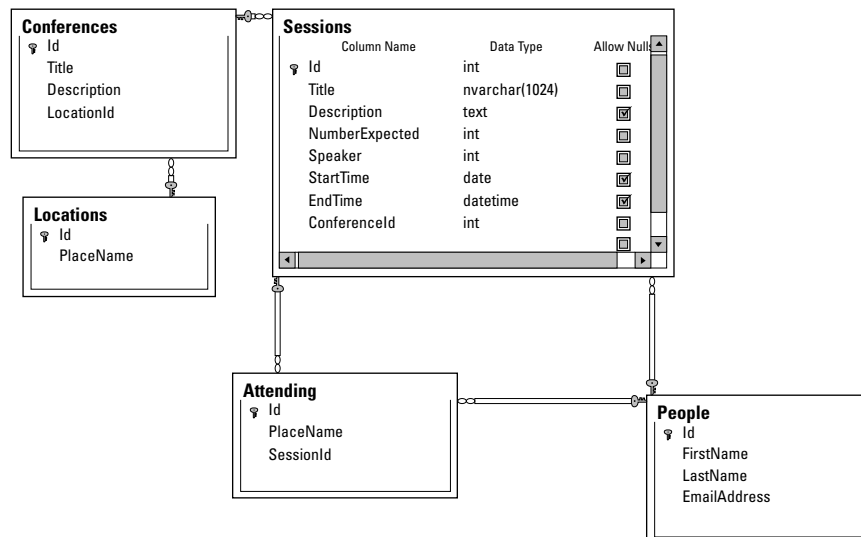 Conferences
Id
Title
Description
LocationId
Sessions
Column Name Data Type Allow Nulls
Id int
Title nvarchar(1024)
Description text
NumberExpected int
Speaker int
StartTime date
EndTime datetime
ConferenceId int
Locations
Id
PlaceName
Attending
Id
PlaceName
SessionId
People
Id
FirstName
LastName
EmailAddress